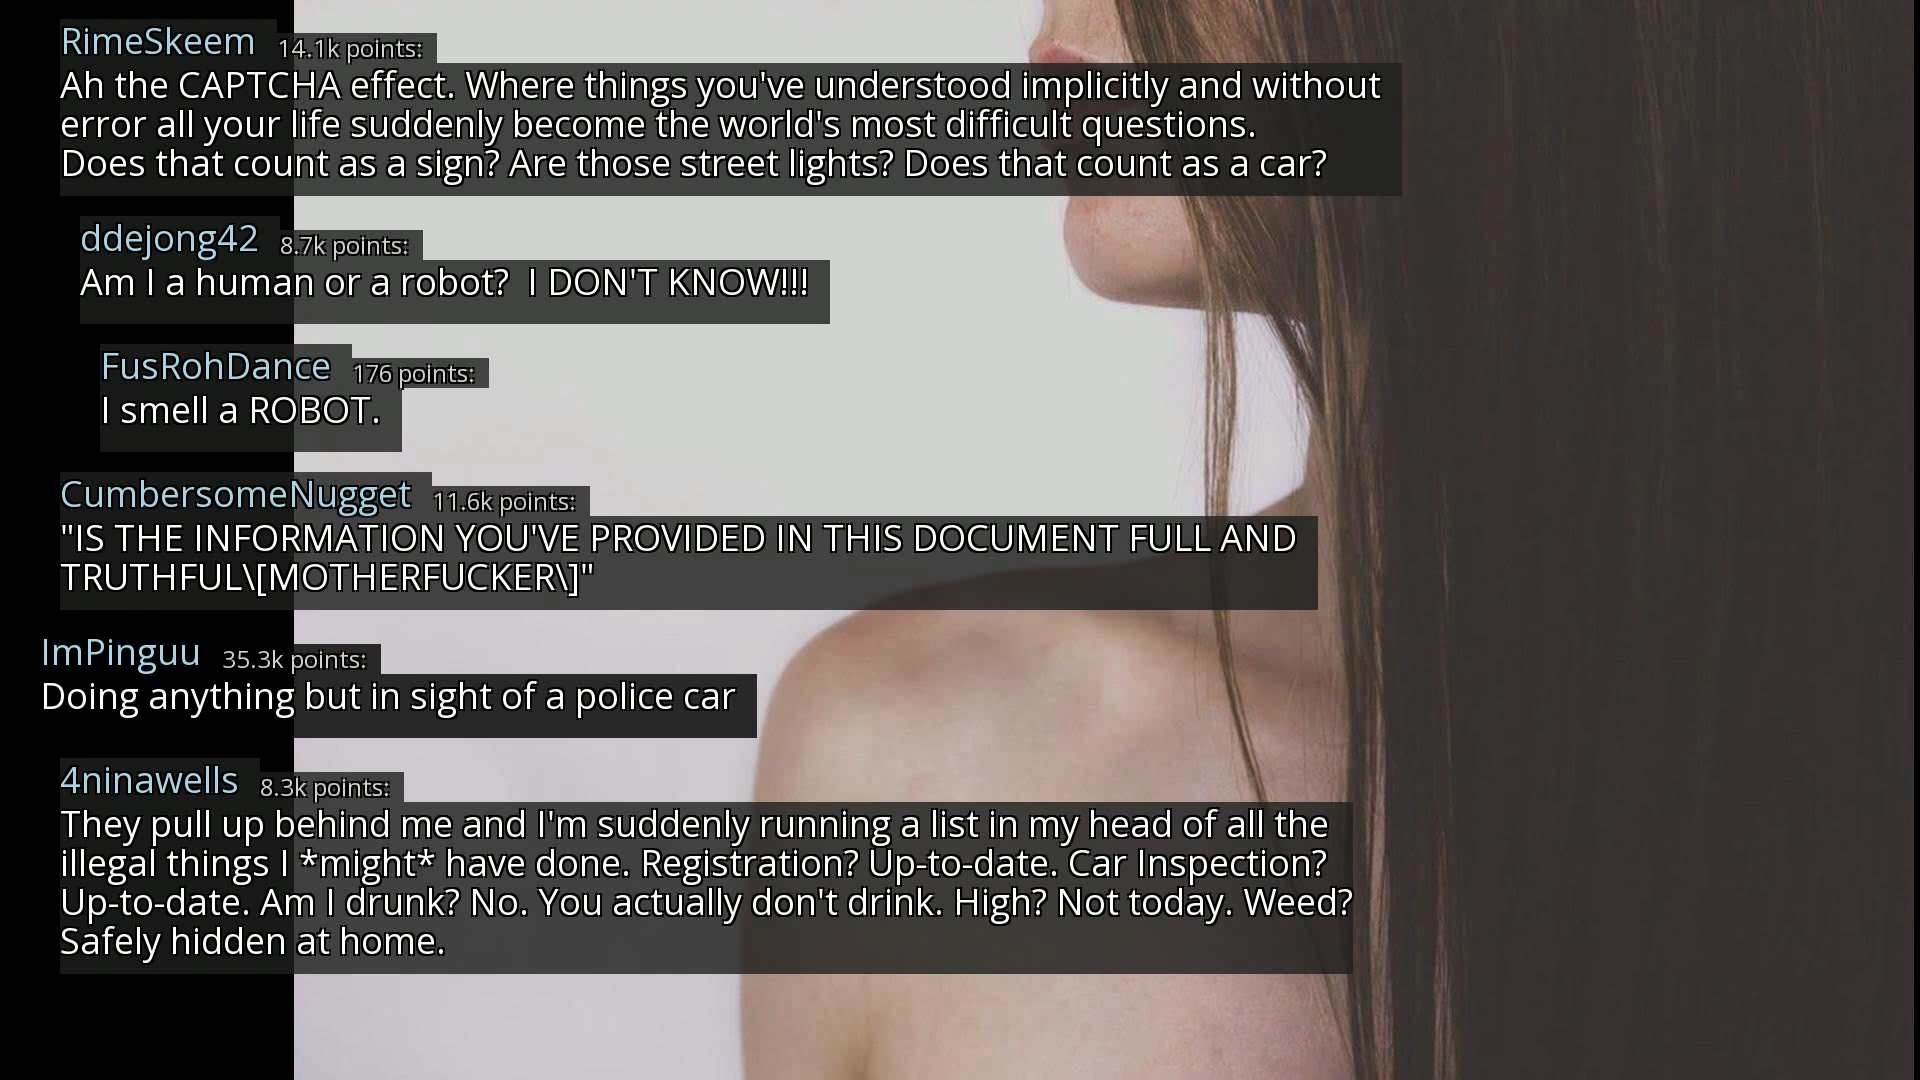 RimeSkeem 14.1k points:
Ah the CAPTCHA effect. Where things you've understood implicitly and without
error all your life suddenly become the world's most difficult questions.
Does that count as a sign? Are those street lights? Does that count as a car?
ddejong42 8.7k points:
Am I a human or a robot?  I DON'T KNOW!!!
FusRohDance 176 points:
I smell a ROBOT.
CumbersomeNugget 11.6k points:
"IS THE INFORMATION YOU'VE PROVIDED IN THIS DOCUMENT FULL AND
TRUTHFUL\[MOTHERFUCKER\]"
ImPinguu 35.3k points:
Doing anything but in sight of a police car
4ninawells 8.3k points:
They pull up behind me and I'm suddenly running a list in my head of all the
illegal things I *might* have done. Registration? Up-to-date. Car Inspection?
Up-to-date. Am I drunk? No. You actually don't drink. High? Not today. Weed?
Safely hidden at home.